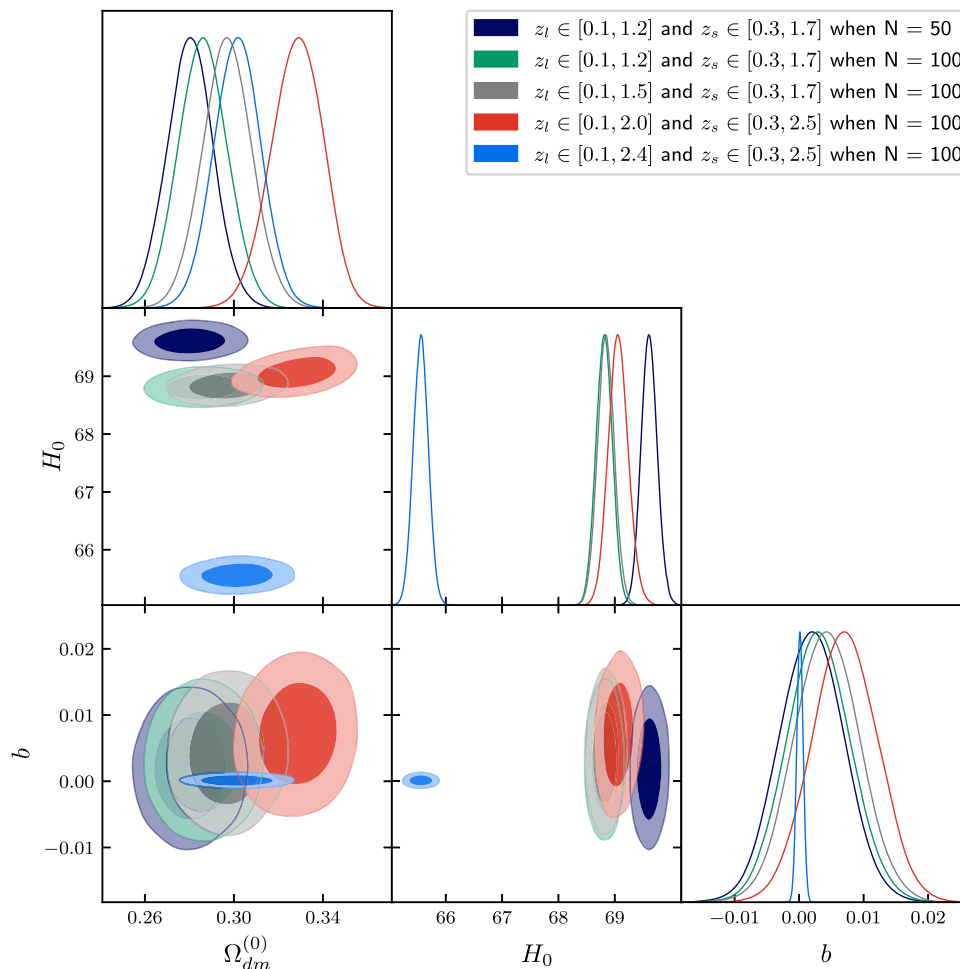 z_l ∈ [0.1, 1.2] and z_s ∈ [0.3, 1.7] when N = 50
z_l ∈ [0.1, 1.2] and z_s ∈ [0.3, 1.7] when N = 100
z_l ∈ [0.1, 1.5] and z_s ∈ [0.3, 1.7] when N = 100
z_l ∈ [0.1, 2.0] and z_s ∈ [0.3, 2.5] when N = 100
z_l ∈ [0.1, 2.4] and z_s ∈ [0.3, 2.5] when N = 100
69
68
67
66
H_0
0.02
0.01
0.00
−0.01
b
0.26 0.30 0.34
66 67 68 69
−0.01 0.00 0.01 0.02
Ω_{dm}^{(0)} H_0 b